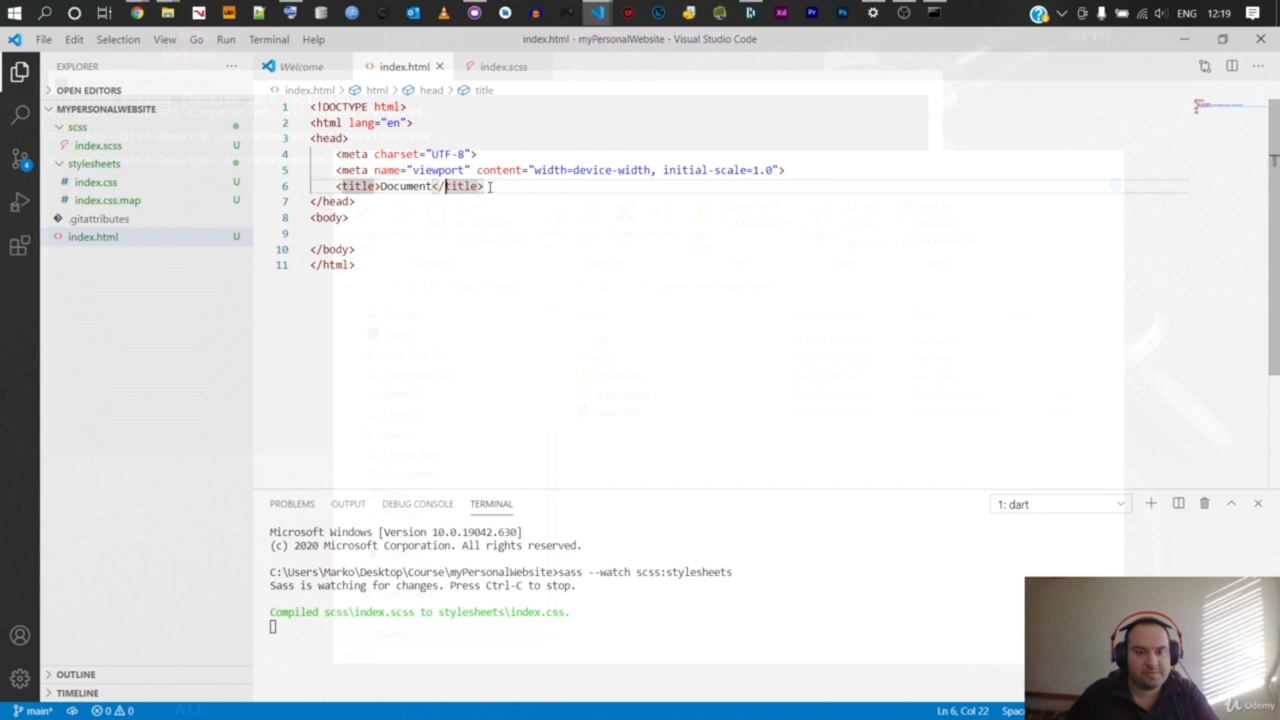 ENG 12:19
File Edit Selection View Go Run Terminal Help
index.html - myPersonalWebsite - Visual Studio Code
EXPLORER
OPEN EDITORS
MYPERSONALWEBSITE
scss
index.scss U
stylesheets
index.css U
index.css.map U
.gitattributes
index.html U
OUTLINE
TIMELINE
Welcome index.html index.scss
index.html html head title
1 <!DOCTYPE html>
2 <html lang="en">
3 <head>
4 <meta charset="UTF-8">
5 <meta name="viewport" content="width=device-width, initial-scale=1.0">
6 <title>Document</title>
7 </head>
8 <body>
9
10 </body>
11 </html>
PROBLEMS OUTPUT DEBUG CONSOLE TERMINAL
1: dart
Microsoft Windows [Version 10.0.19042.630]
(c) 2020 Microsoft Corporation. All rights reserved.
C:\Users\Marko\Desktop\Course\myPersonalWebsite>sass --watch scss:stylesheets
Sass is watching for changes. Press Ctrl-C to stop.
Compiled scss\index.scss to stylesheets\index.css.
main* 0 0
Ln 6, Col 22
Udemy